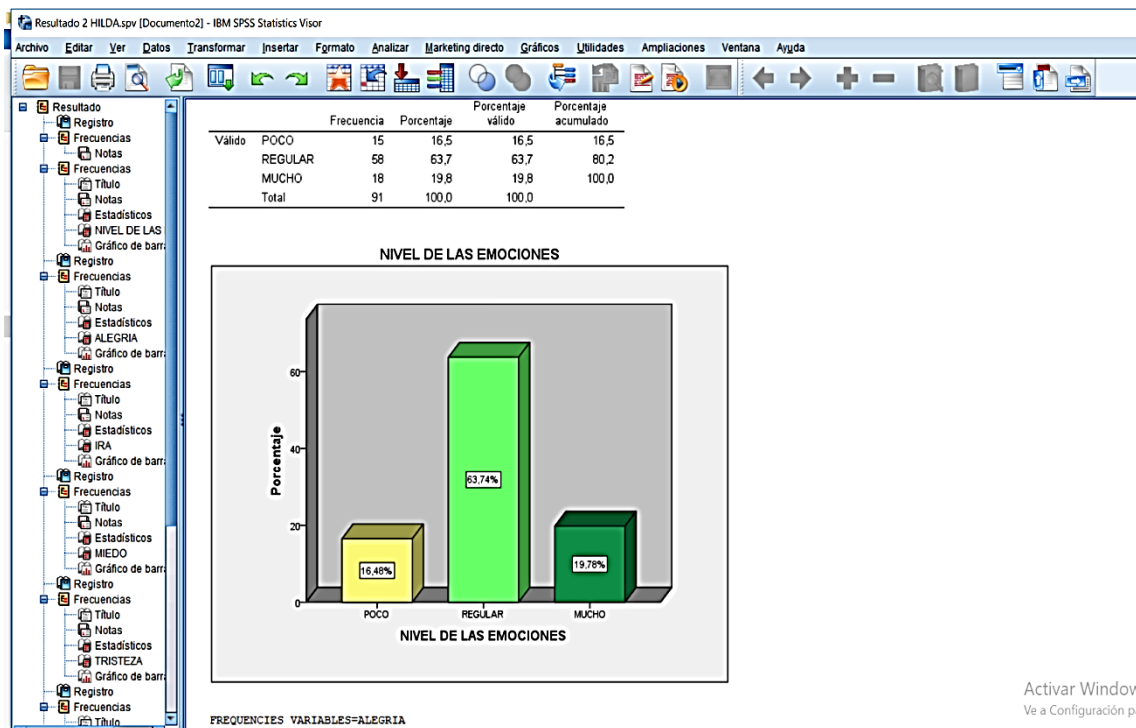 Resultado 2 HILDA.spv [Documento2] - IBM SPSS Statistics Visor
Archivo Editar Ver Datos Transformar Insertar Formato Analizar Marketing directo Gráficos Utilidades Ampliaciones Ventana Ayuda
Resultado
Registro
Frecuencias
Notas
Frecuencias
Título
Notas
Estadísticos
NIVEL DE LAS
Gráfico de barr
Registro
Frecuencias
Título
Notas
Estadísticos
ALEGRIA
Gráfico de barr
Registro
Frecuencias
Título
Notas
Estadísticos
IRA
Gráfico de barr
Registro
Frecuencias
Título
Notas
Estadísticos
MIEDO
Gráfico de barr
Registro
Frecuencias
Título
Notas
Estadísticos
TRISTEZA
Gráfico de barr
Registro
Frecuencias
Título
Frecuencia Porcentaje Porcentaje válido Porcentaje acumulado
Válido POCO 15 16,5 16,5 16,5
REGULAR 58 63,7 63,7 80,2
MUCHO 18 19,8 19,8 100,0
Total 91 100,0 100,0
NIVEL DE LAS EMOCIONES
Porcentaje
60
40
20
0
16,48%
63,74%
19,78%
POCO REGULAR MUCHO
NIVEL DE LAS EMOCIONES
FREQUENCIES VARIABLES=ALEGRIA
Activar Window
Ve a Configuración p